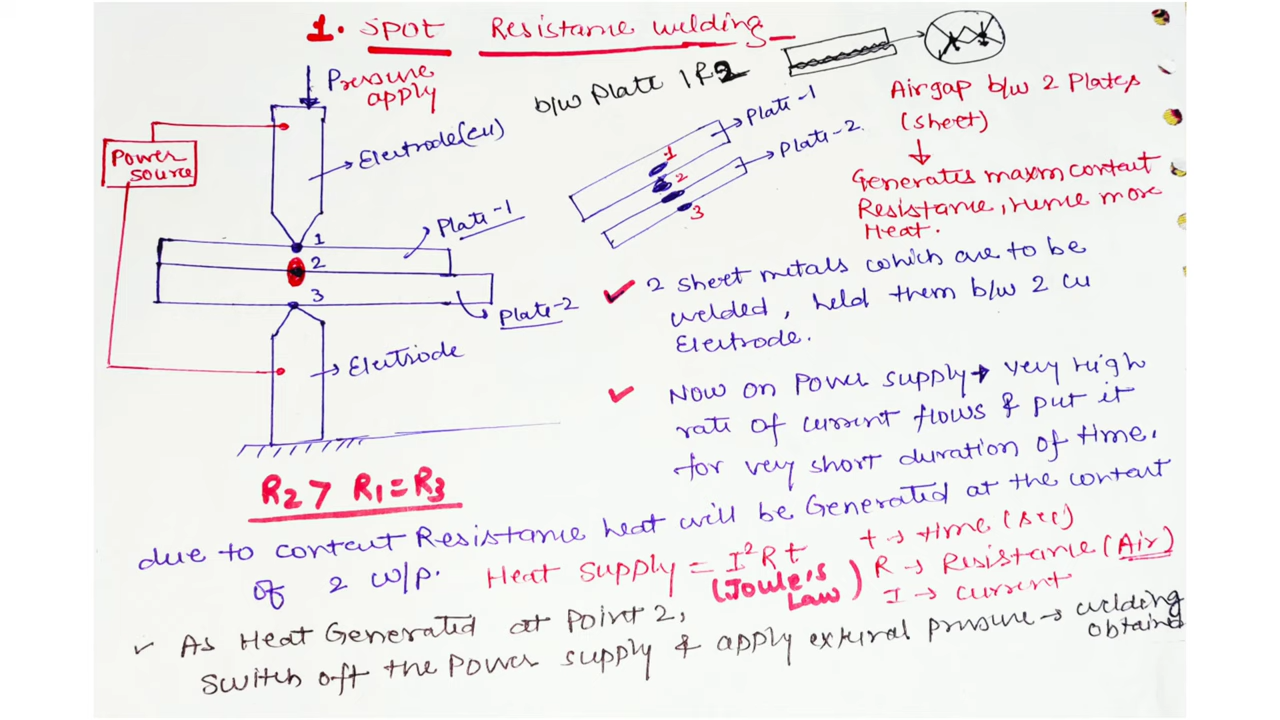 1. SPOT Resistance welding
Pressure
apply
Power
source
Electrode(cu)
Plate-1
Plate-2
1
2
3
Electriode
R2 > R1 = R3
b/w Plate 1 & 2
Plate-1
Plate-2.
1
2
3
Airgap b/w 2 Plates
(sheet)
↓
Generates maxm contact
Resistance, Hence more
Heat.
✓ 2 sheet metals which are to be
welded, held them b/w 2 cu
Electrode.
✓ Now on Power supply → very High
rate of current flows & put it
for very short duration of time.
due to contact Resistance heat will be Generated at the contact
of 2 w/p.
Heat supply = I²Rt
(Joule's
Law)
t → time (sec)
R → Resistance (Air)
I → current
✓ As Heat Generated at Point 2,
switch off the Power supply & apply external pressure → welding
obtained